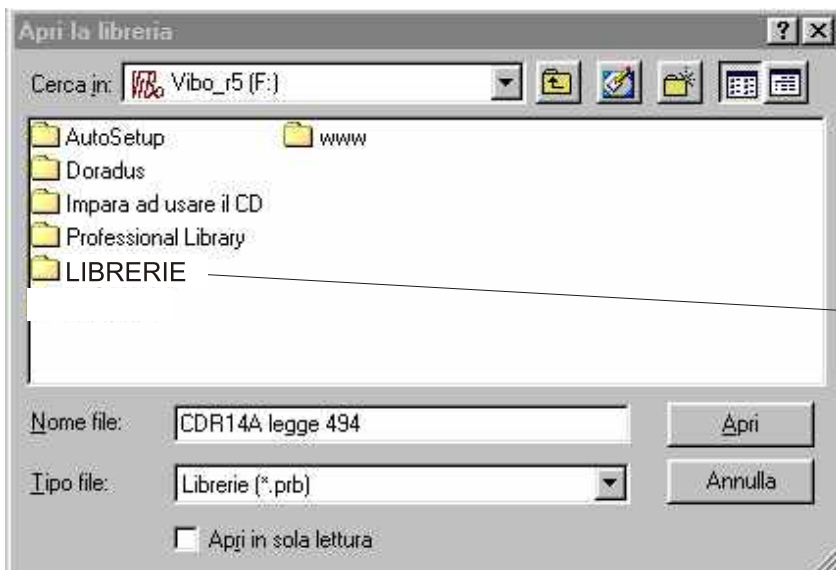 Apri la libreria
Cerca in: Vibo_r5 (F:)
AutoSetup
www
Doradus
Impara ad usare il CD
Professional Library
LIBRERIE
Nome file: CDR14A legge 494
Apri
Tipo file: Librerie (*.prb)
Annulla
Apri in sola lettura